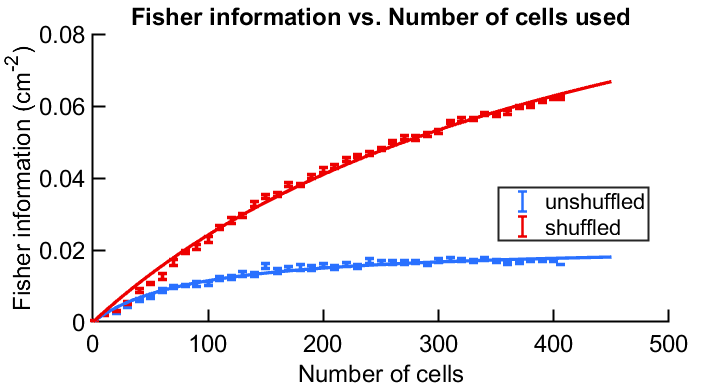 Fisher information vs. Number of cells used
Fisher information (cm-2)
0.08
0.06
0.04
0.02
0
0
100
200
300
400
500
Number of cells
unshuffled
shuffled